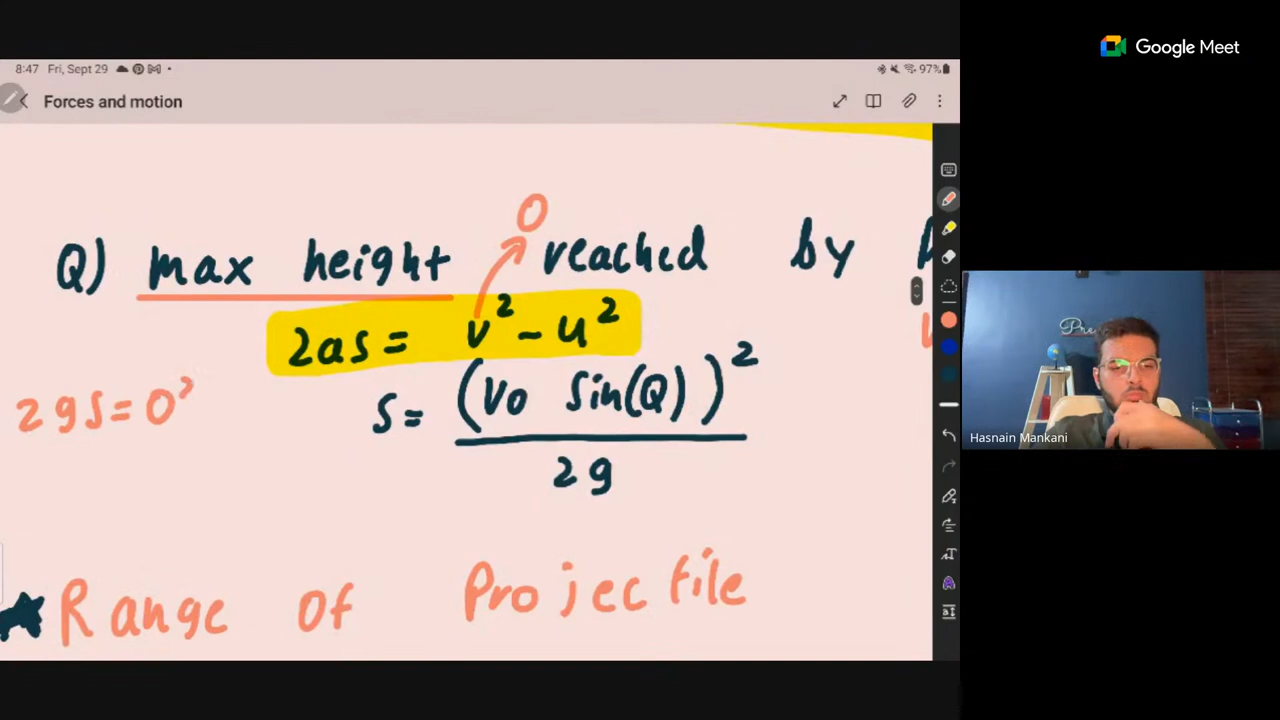 Google Meet
8:47 Fri, Sept 29
97%
Forces and motion
0
Q) max height reached by
2as = v² - u²
2gs = 0²
s = (Vo Sin(Q))²
2g
Range of Projectile
Hasnain Mankani